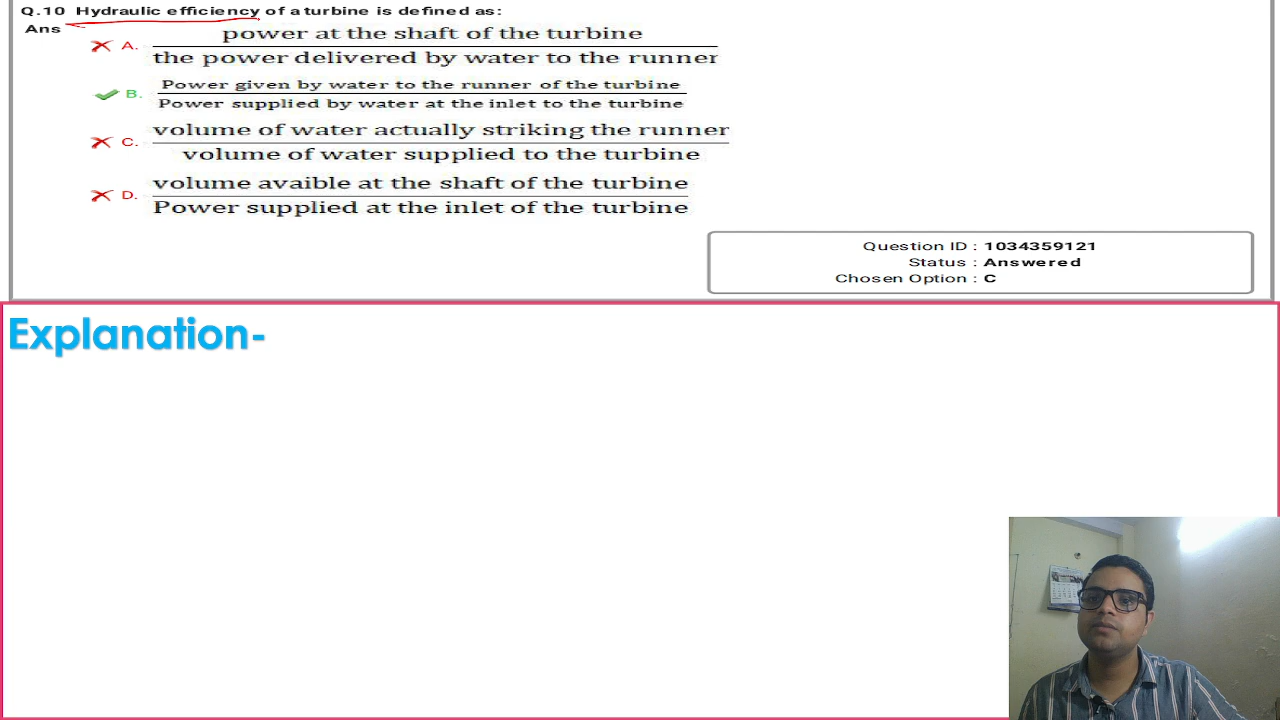 Q.10 Hydraulic efficiency of a turbine is defined as:
Ans
A. power at the shaft of the turbine
the power delivered by water to the runner
B. Power given by water to the runner of the turbine
Power supplied by water at the inlet to the turbine
C. volume of water actually striking the runner
volume of water supplied to the turbine
D. volume avaible at the shaft of the turbine
Power supplied at the inlet of the turbine
Question ID : 1034359121
Status : Answered
Chosen Option : C
Explanation-